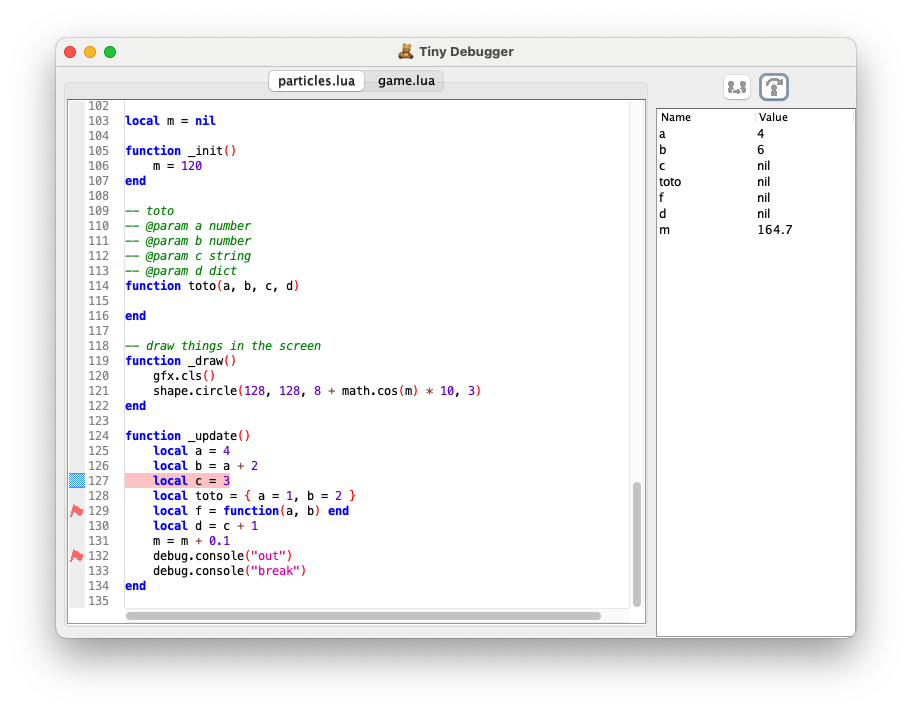 Tiny Debugger
particles.lua game.lua
102
103 local m = nil
104
105 function _init()
106     m = 120
107 end
108
109 -- toto
110 -- @param a number
111 -- @param b number
112 -- @param c string
113 -- @param d dict
114 function toto(a, b, c, d)
115
116 end
117
118 -- draw things in the screen
119 function _draw()
120     gfx.cls()
121     shape.circle(128, 128, 8 + math.cos(m) * 10, 3)
122 end
123
124 function _update()
125     local a = 4
126     local b = a + 2
127     local c = 3
128     local toto = { a = 1, b = 2 }
129     local f = function(a, b) end
130     local d = c + 1
131     m = m + 0.1
132     debug.console("out")
133     debug.console("break")
134 end
135
Name Value
a 4
b 6
c nil
toto nil
f nil
d nil
m 164.7